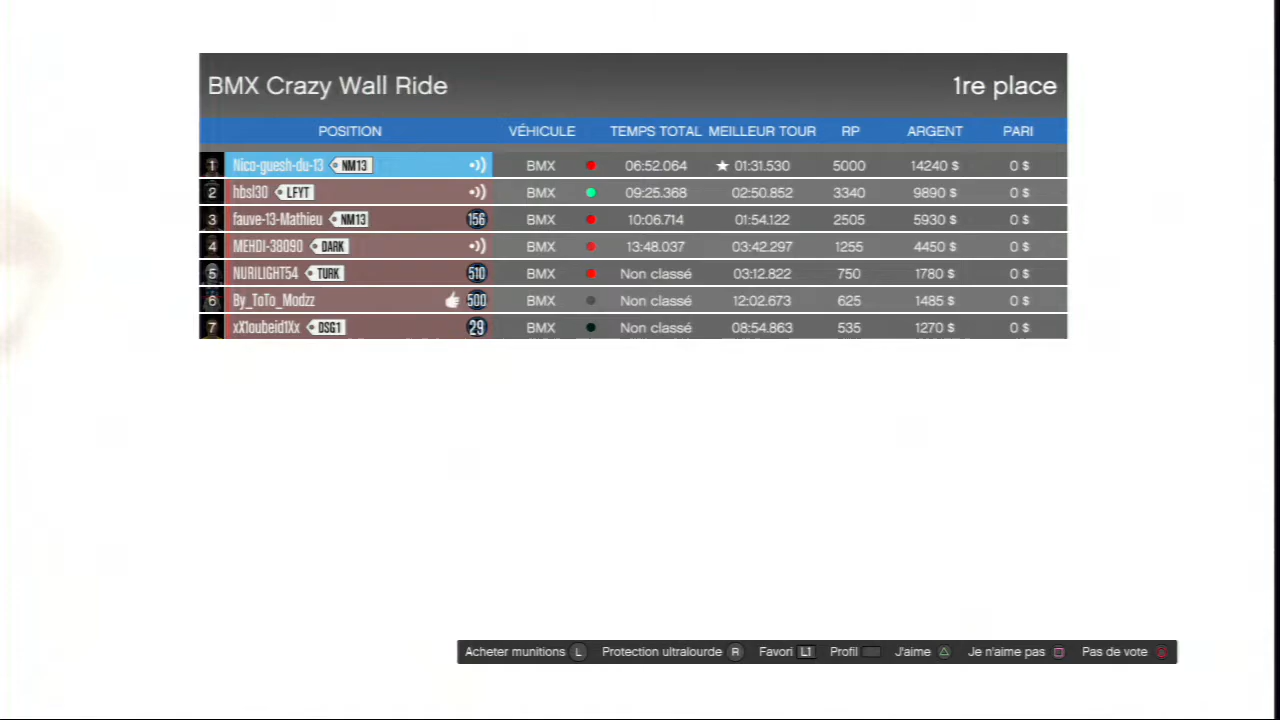 BMX Crazy Wall Ride 1re place
POSITION VÉHICULE TEMPS TOTAL MEILLEUR TOUR RP ARGENT PARI
1 Nico-guesh-du-13 NM13 BMX 06:52.064 ★ 01:31.530 5000 14240 $ 0 $
2 hbsl30 LFYT BMX 09:25.368 02:50.852 3340 9890 $ 0 $
3 fauve-13-Mathieu NM13 156 BMX 10:06.714 01:54.122 2505 5930 $ 0 $
4 MEHDI-38090 DARK BMX 13:48.037 03:42.297 1255 4450 $ 0 $
5 NURILIGHT54 TURK 510 BMX Non classé 03:12.822 750 1780 $ 0 $
6 By_ToTo_Modzz 500 BMX Non classé 12:02.673 625 1485 $ 0 $
7 xX1oubeid1Xx DSG1 29 BMX Non classé 08:54.863 535 1270 $ 0 $
Acheter munitions L Protection ultralourde R Favori L1 Profil J'aime Je n'aime pas Pas de vote